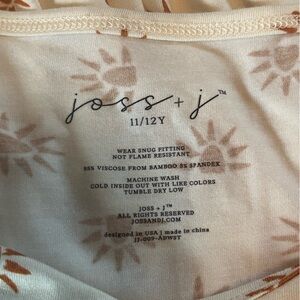 joss + j™
11/12Y
WEAR SNUG FITTING
NOT FLAME RESISTANT
95% VISCOSE FROM BAMBOO 5% SPANDEX
MACHINE WASH
COLD INSIDE OUT WITH LIKE COLORS
TUMBLE DRY LOW
JOSS + J™
ALL RIGHTS RESERVED
JOSSANDJ.COM
designed in USA | made in china